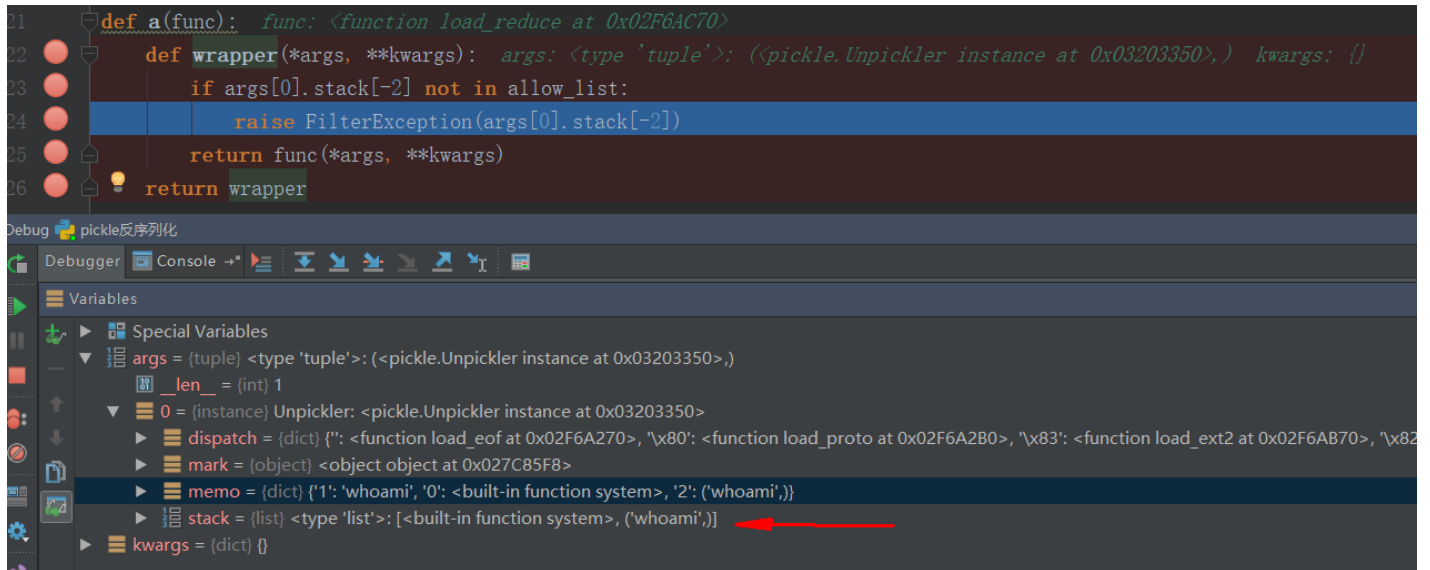 21 def a(func): func: <function load_reduce at 0x02F6AC70>
22 def wrapper(*args, **kwargs): args: <type 'tuple'>: (<pickle.Unpickler instance at 0x03203350>,) kwargs: {}
23 if args[0].stack[-2] not in allow_list:
24 raise FilterException(args[0].stack[-2])
25 return func(*args, **kwargs)
26 return wrapper
Debug pickle反序列化
Debugger Console
Variables
Special Variables
args = {tuple} <type 'tuple'>: (<pickle.Unpickler instance at 0x03203350>,)
__len__ = {int} 1
0 = {instance} Unpickler: <pickle.Unpickler instance at 0x03203350>
dispatch = {dict} {'': <function load_eof at 0x02F6A270>, '\x80': <function load_proto at 0x02F6A2B0>, '\x83': <function load_ext2 at 0x02F6AB70>, '\x82
mark = {object} <object object at 0x027C85F8>
memo = {dict} {'1': 'whoami', '0': <built-in function system>, '2': ('whoami',)}
stack = {list} <type 'list'>: [<built-in function system>, ('whoami',)]
kwargs = {dict} {}